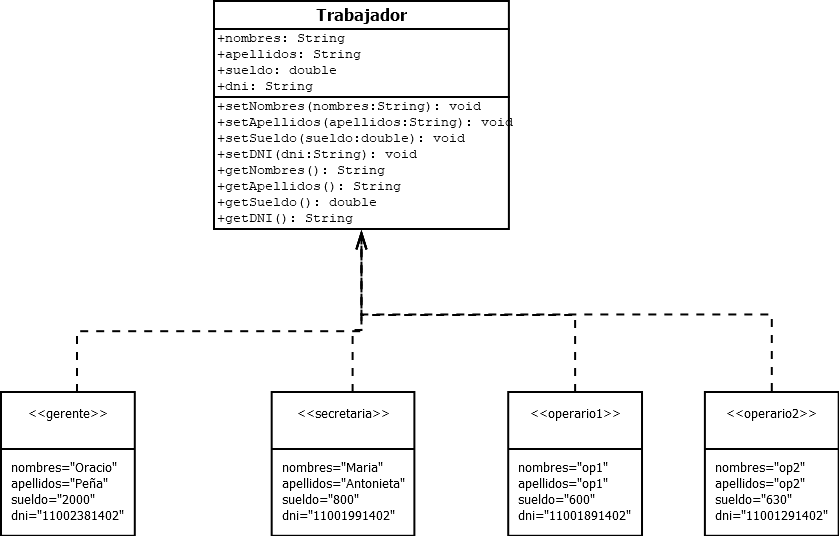 Trabajador
+nombres: String
+apellidos: String
+sueldo: double
+dni: String
+setNombres(nombres:String): void
+setApellidos(apellidos:String): void
+setSueldo(sueldo:double): void
+setDNI(dni:String): void
+getNombres(): String
+getApellidos(): String
+getSueldo(): double
+getDNI(): String
<<gerente>>
nombres="Oracio"
apellidos="Peña"
sueldo="2000"
dni="11002381402"
<<secretaria>>
nombres="Maria"
apellidos="Antonieta"
sueldo="800"
dni="11001991402"
<<operario1>>
nombres="op1"
apellidos="op1"
sueldo="600"
dni="11001891402"
<<operario2>>
nombres="op2"
apellidos="op2"
sueldo="630"
dni="11001291402"